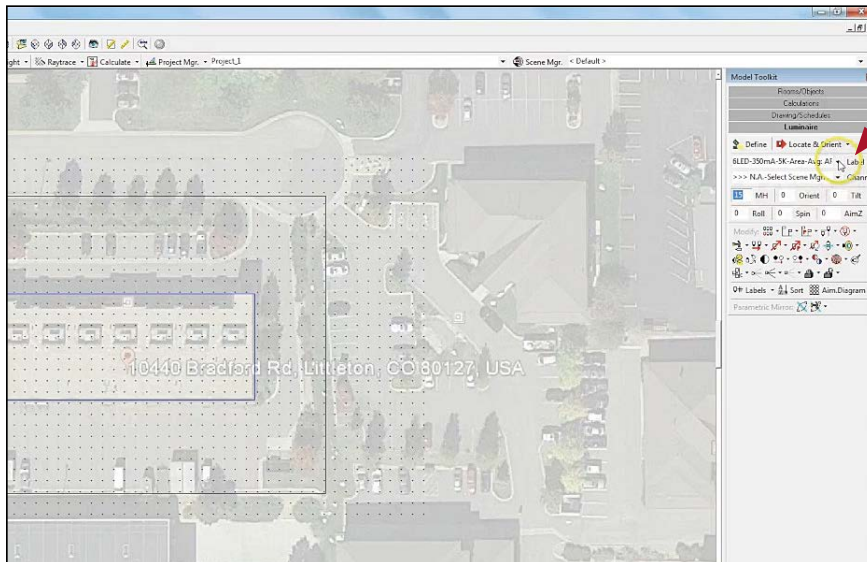 ght Raytrace Calculate Project Mgr. Project_1 Scene Mgr. < Default >
Model Toolkit
Rooms/Objects
Calculations
Drawing/Schedules
Luminaire
Define Locate & Orient
6LED-350mA-5K-Area-Avg: Label
>>> N.A.-Select Scene Mgr. Chann
15 MH 0 Orient 0 Tilt
0 Roll 0 Spin 0 AimZ
Modify:
Labels Sort Aim.Diagram
Parametric Mirror:
10440 Bradford Rd, Littleton, CO 80127, USA